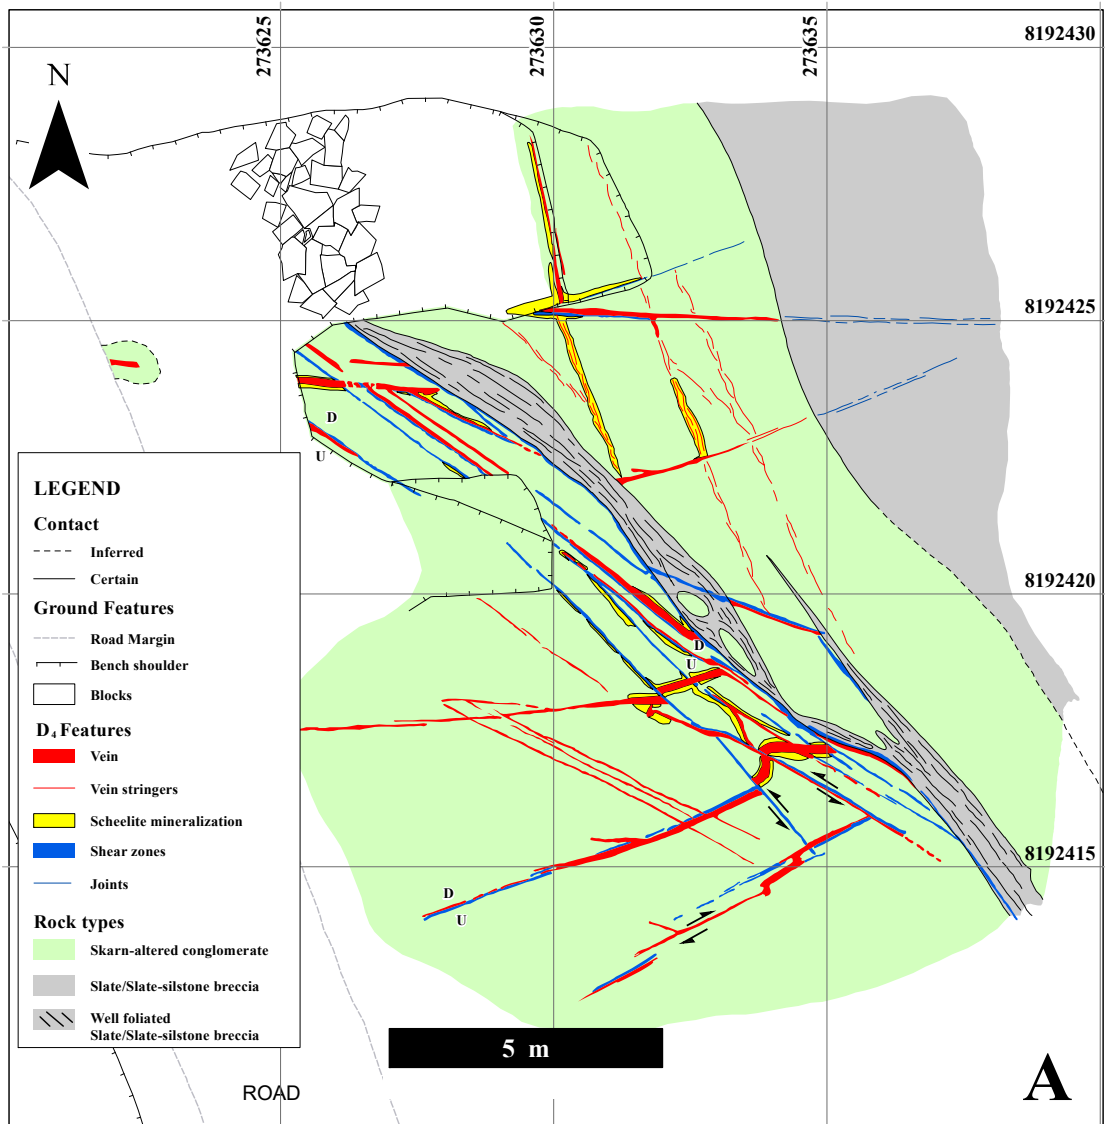 273625
273630
273635
8192430
N
8192425
D
U
LEGEND
Contact
Inferred
Certain
8192420
Ground Features
Road Margin
Bench shoulder
Blocks
D
U
D4 Features
Vein
Vein stringers
Scheelite mineralization
Shear zones
Joints
8192415
D
U
Rock types
Skarn-altered conglomerate
Slate/Slate-silstone breccia
Well foliated
Slate/Slate-silstone breccia
5 m
A
ROAD